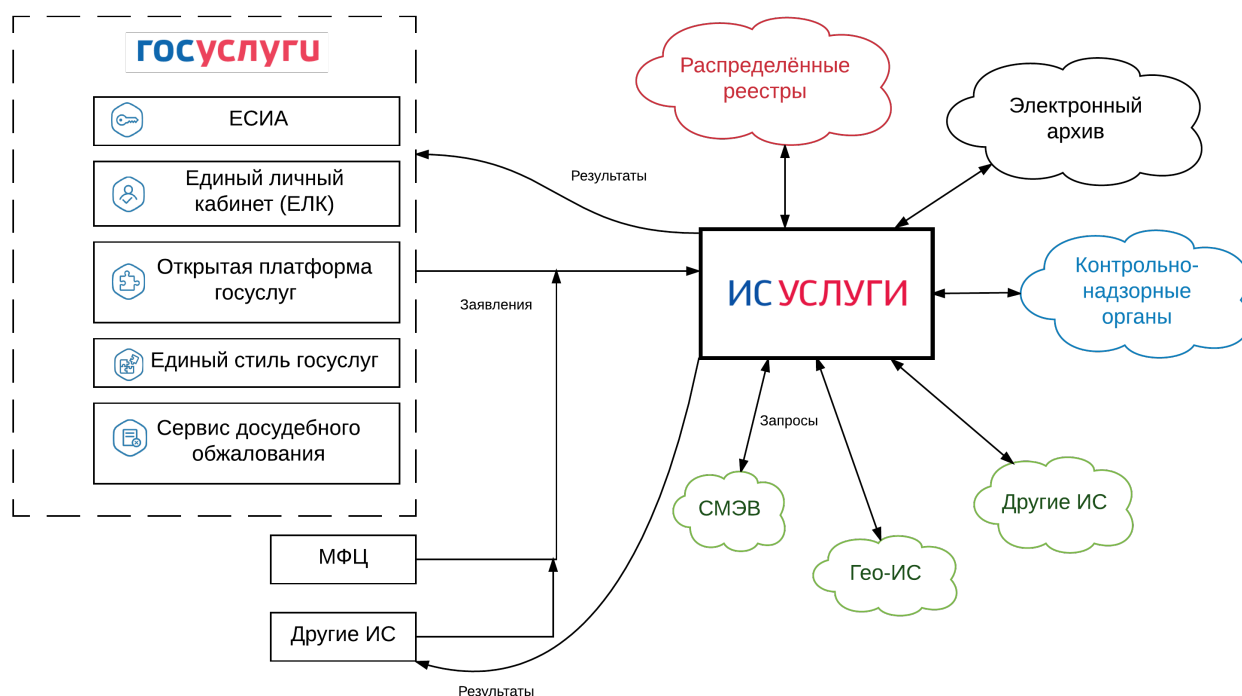 госуслуги
ЕСИА
Единый личный
кабинет (ЕЛК)
Открытая платформа
госуслуг
Единый стиль госуслуг
Сервис досудебного
обжалования
МФЦ
Другие ИС
Результаты
Заявления
Результаты
ИС УСЛУГИ
Распределённые
реестры
Электронный
архив
Контрольно-
надзорные
органы
Запросы
СМЭВ
Гео-ИС
Другие ИС